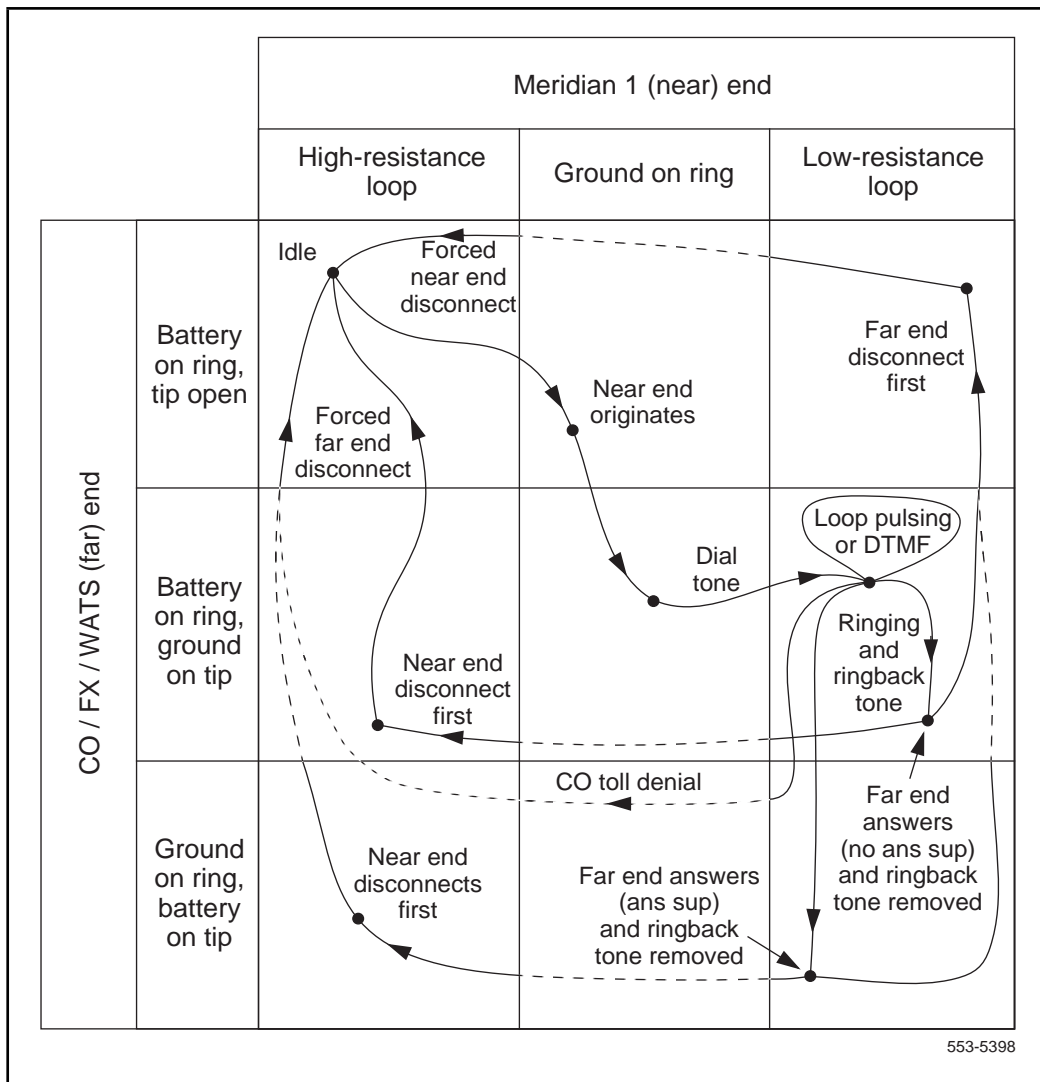 Meridian 1 (near) end
High-resistance
loop
Ground on ring
Low-resistance
loop
CO / FX / WATS (far) end
Battery
on ring,
tip open
Idle
Forced
near end
disconnect
Near end
originates
Far end
disconnect
first
Forced
far end
disconnect
Battery
on ring,
ground
on tip
Loop pulsing
or DTMF
Dial
tone
Ringing
and
ringback
tone
Near end
disconnect
first
Ground
on ring,
battery
on tip
CO toll denial
Near end
disconnects
first
Far end answers
(ans sup)
and ringback
tone removed
Far end
answers
(no ans sup)
and ringback
tone removed
553-5398